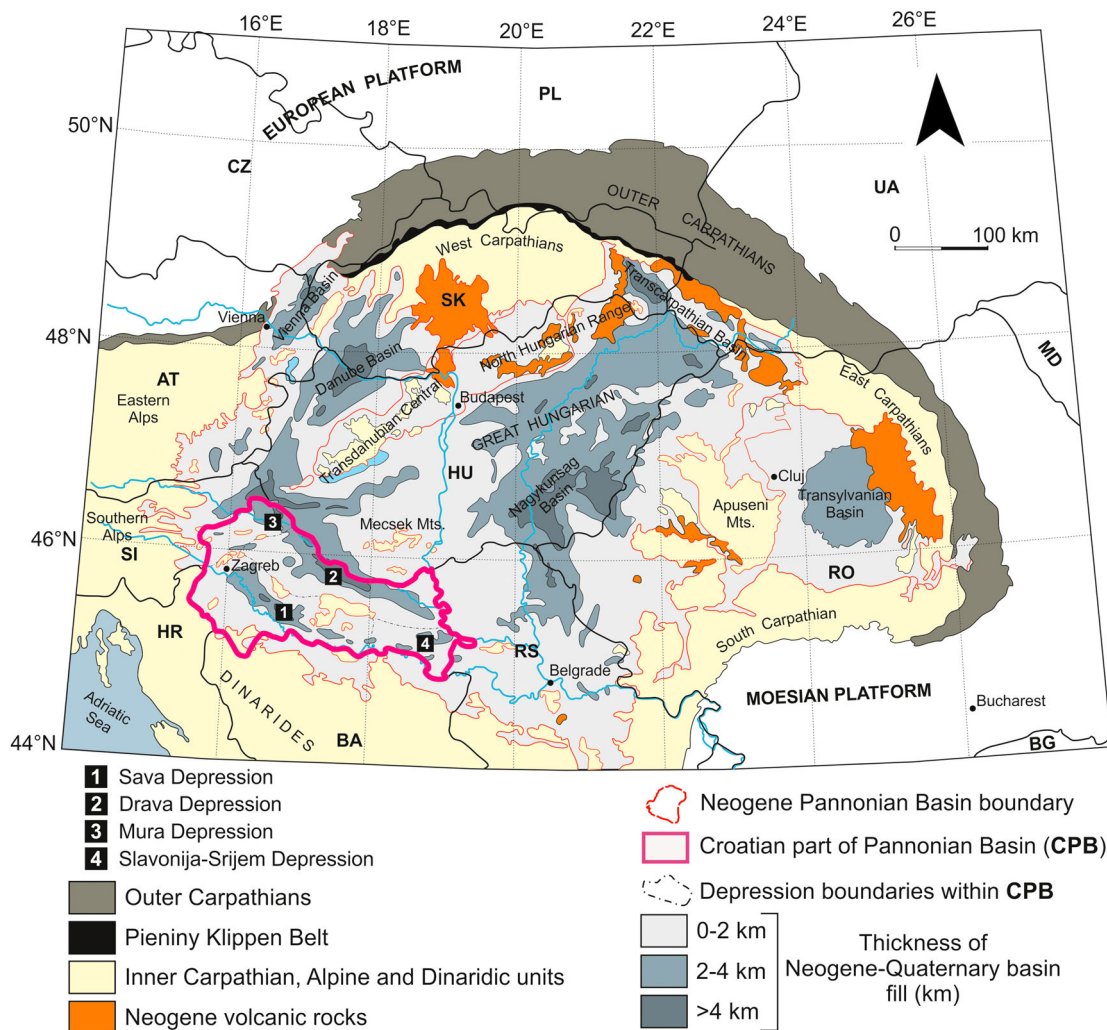 16°E 18°E 20°E 22°E 24°E 26°E
EUROPEAN PLATFORM
PL
50°N
CZ
UA
OUTER CARPATHIANS
0 100 km
West Carpathians
Vienna Basin
SK
Transcarpathian Basin
Vienna
48°N
North Hungarian Range
MD
Danube Basin
AT
East Carpathians
Eastern
Alps
Transdahubian Central
Budapest
GREAT HUNGARIAN
HU
Cluj
Nagykunsag
Basin
Transylvanian
Basin
Apuseni
Mts.
Southern
Alps
3
Mecsek Mts.
46°N
SI
Zagreb
2
RO
1
HR
4
RS
South Carpathian
Belgrade
DINARIDES
MOESIAN PLATFORM
Adriatic
Sea
Bucharest
44°N
BA
BG
1 Sava Depression
2 Drava Depression
3 Mura Depression
4 Slavonija-Srijem Depression
Outer Carpathians
Pieniny Klippen Belt
Inner Carpathian, Alpine and Dinaridic units
Neogene volcanic rocks
Neogene Pannonian Basin boundary
Croatian part of Pannonian Basin (CPB)
Depression boundaries within CPB
0-2 km
2-4 km
>4 km
Thickness of
Neogene-Quaternary basin
fill (km)